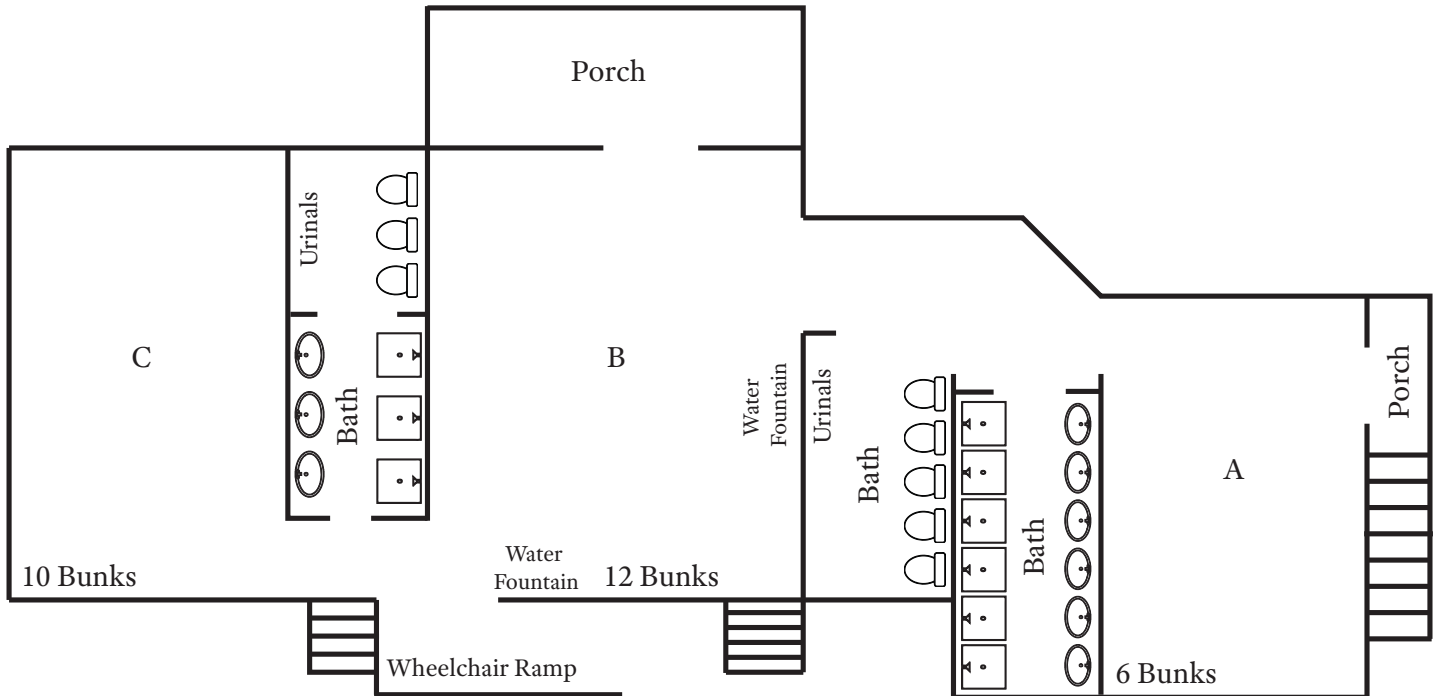 Porch
Urinals
C
B
Water
Fountain
Urinals
Bath
Bath
Porch
A
Bath
10 Bunks
Water
Fountain
12 Bunks
Wheelchair Ramp
6 Bunks